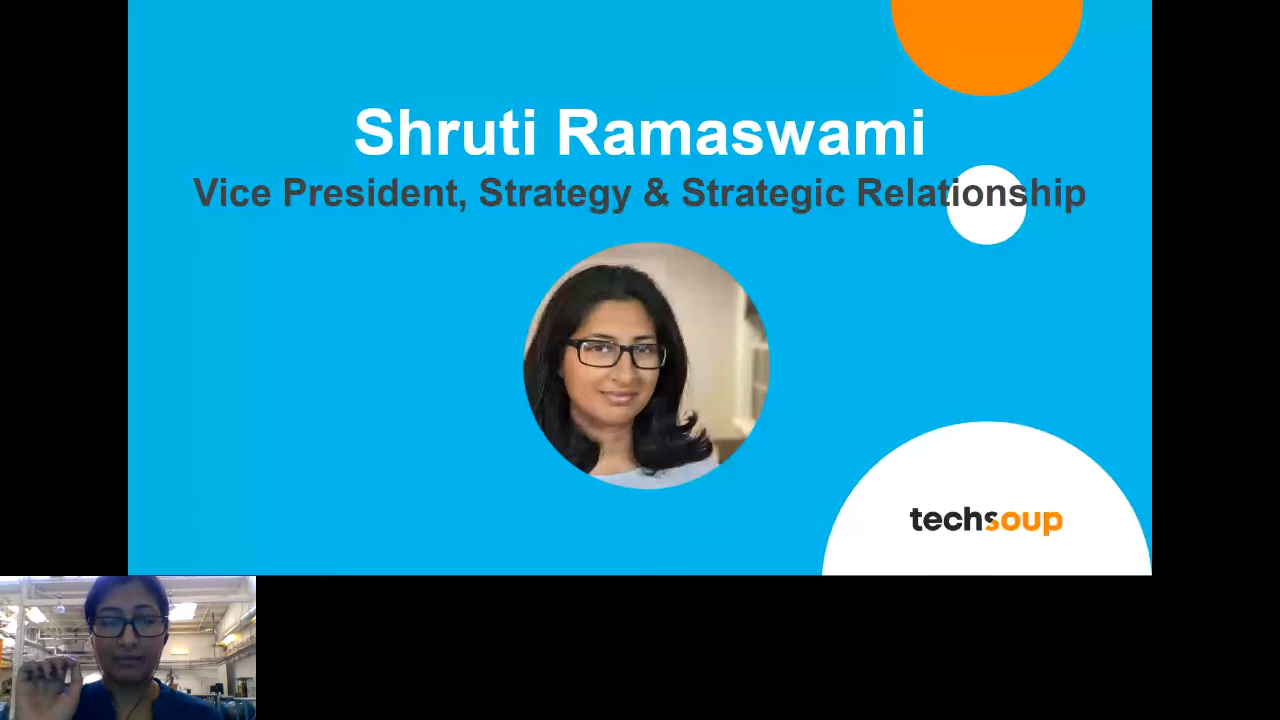 Shruti Ramaswami
Vice President, Strategy & Strategic Relationship
techsoup